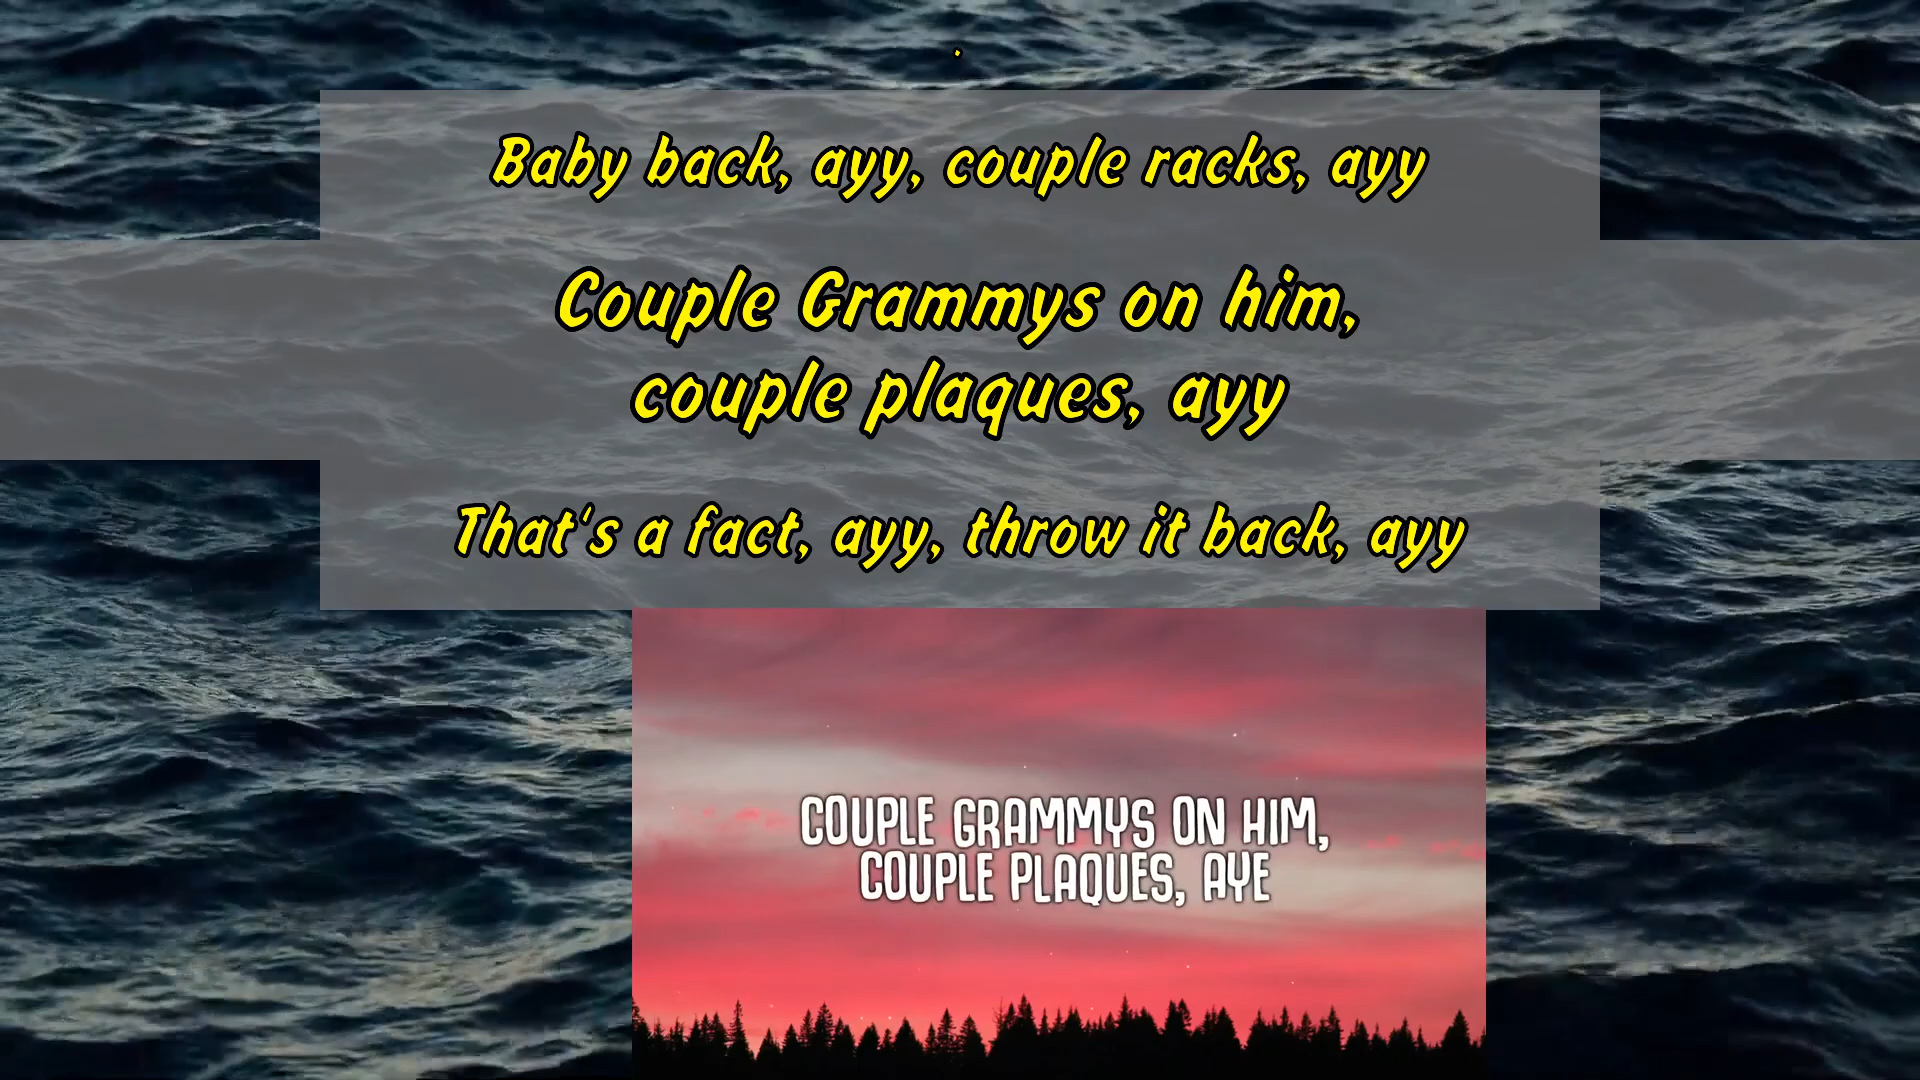 Baby back, ayy, couple racks, ayy
Couple Grammys on him,
couple plaques, ayy
That's a fact, ayy, throw it back, ayy
COUPLE GRAMMYS ON HIM,
COUPLE PLAQUES, AYE